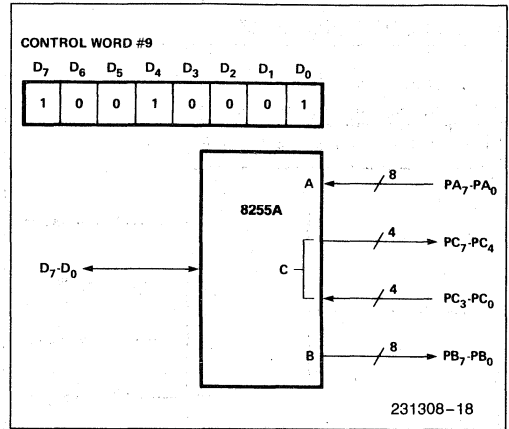 CONTROL WORD #9
D7 D6 D5 D4 D3 D2 D1 D0
1 0 0 1 0 0 0 1
A
8
PA7-PA0
8255A
4
PC7-PC4
D7-D0
C
4
PC3-PC0
B
8
PB7-PB0
231308-18